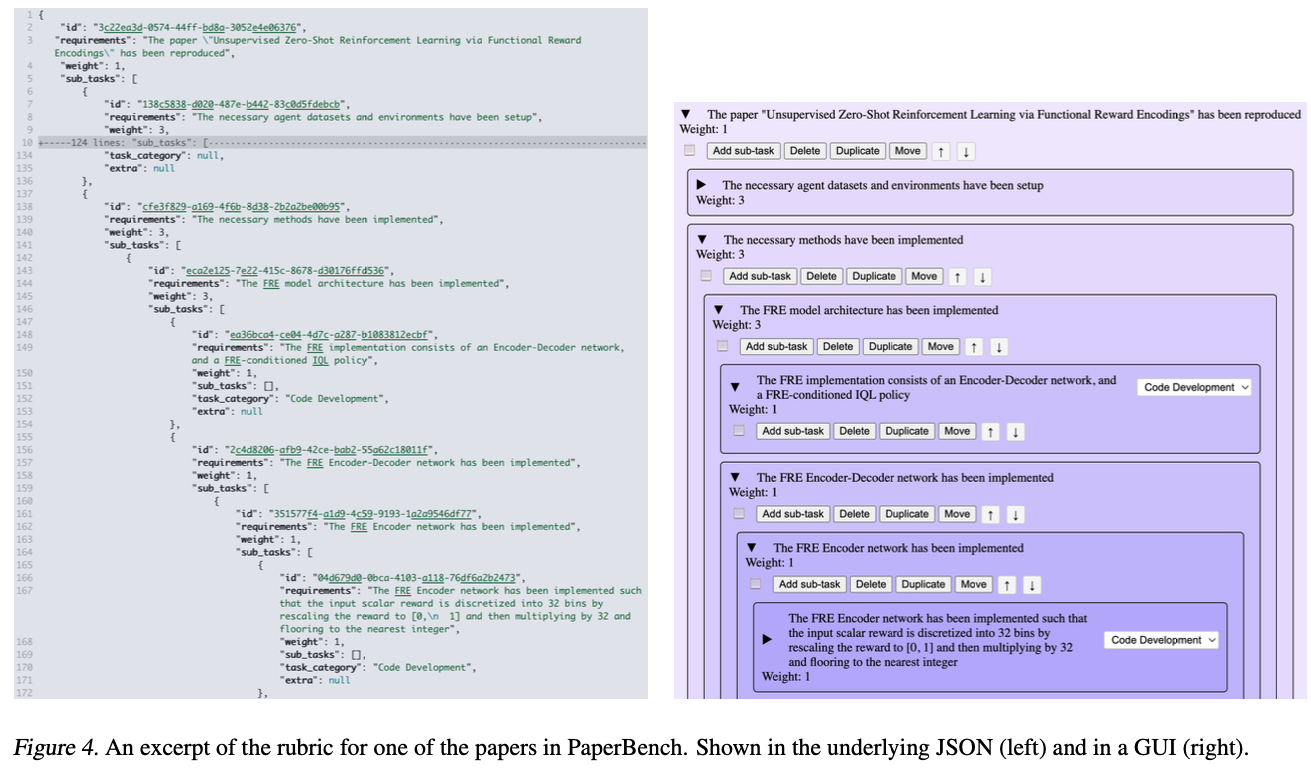 1 {
2 "id": "3c22ea3d-0574-44ff-bd8a-3052e4e06376",
3 "requirements": "The paper \"Unsupervised Zero-Shot Reinforcement Learning via Functional Reward
Encodings\" has been reproduced",
4 "weight": 1,
5 "sub_tasks": [
6 {
7 "id": "138c5838-d020-487e-b442-83c0d5fdebcb",
8 "requirements": "The necessary agent datasets and environments have been setup",
9 "weight": 3,
10 +-----124 lines: "sub_tasks": [------------------------------------------------------------
134 "task_category": null,
135 "extra": null
136 },
137 {
138 "id": "cfe3f829-a169-4f6b-8d38-2b2a2be00b95",
139 "requirements": "The necessary methods have been implemented",
140 "weight": 3,
141 "sub_tasks": [
142 {
143 "id": "eca2e125-7e22-415c-8678-d30176ffd536",
144 "requirements": "The FRE model architecture has been implemented",
145 "weight": 3,
146 "sub_tasks": [
147 {
148 "id": "ea36bca4-ce04-4d7c-a287-b1083812ecbf",
149 "requirements": "The FRE implementation consists of an Encoder-Decoder network,
and a FRE-conditioned IQL policy",
150 "weight": 1,
151 "sub_tasks": [],
152 "task_category": "Code Development",
153 "extra": null
154 },
155 {
156 "id": "2c4d8206-afb9-42ce-bab2-55a62c18011f",
157 "requirements": "The FRE Encoder-Decoder network has been implemented",
158 "weight": 1,
159 "sub_tasks": [
160 {
161 "id": "351577f4-a1d9-4c59-9193-1a2a9546df77",
162 "requirements": "The FRE Encoder network has been implemented",
163 "weight": 1,
164 "sub_tasks": [
165 {
166 "id": "04d679d0-0bca-4103-a118-76df6a2b2473",
167 "requirements": "The FRE Encoder network has been implemented such
that the input scalar reward is discretized into 32 bins by
rescaling the reward to [0,\n 1] and then multiplying by 32 and
flooring to the nearest integer",
168 "weight": 1,
169 "sub_tasks": [],
170 "task_category": "Code Development",
171 "extra": null
172 },
▼ The paper "Unsupervised Zero-Shot Reinforcement Learning via Functional Reward Encodings" has been reproduced
Weight: 1
Add sub-task Delete Duplicate Move ↑ ↓
▶ The necessary agent datasets and environments have been setup
Weight: 3
▼ The necessary methods have been implemented
Weight: 3
Add sub-task Delete Duplicate Move ↑ ↓
▼ The FRE model architecture has been implemented
Weight: 3
Add sub-task Delete Duplicate Move ↑ ↓
▼ The FRE implementation consists of an Encoder-Decoder network, and
a FRE-conditioned IQL policy
Code Development
Weight: 1
Add sub-task Delete Duplicate Move ↑ ↓
▼ The FRE Encoder-Decoder network has been implemented
Weight: 1
Add sub-task Delete Duplicate Move ↑ ↓
▼ The FRE Encoder network has been implemented
Weight: 1
Add sub-task Delete Duplicate Move ↑ ↓
▶ The FRE Encoder network has been implemented such that
the input scalar reward is discretized into 32 bins by
rescaling the reward to [0, 1] and then multiplying by 32
and flooring to the nearest integer
Code Development
Weight: 1
Figure 4. An excerpt of the rubric for one of the papers in PaperBench. Shown in the underlying JSON (left) and in a GUI (right).